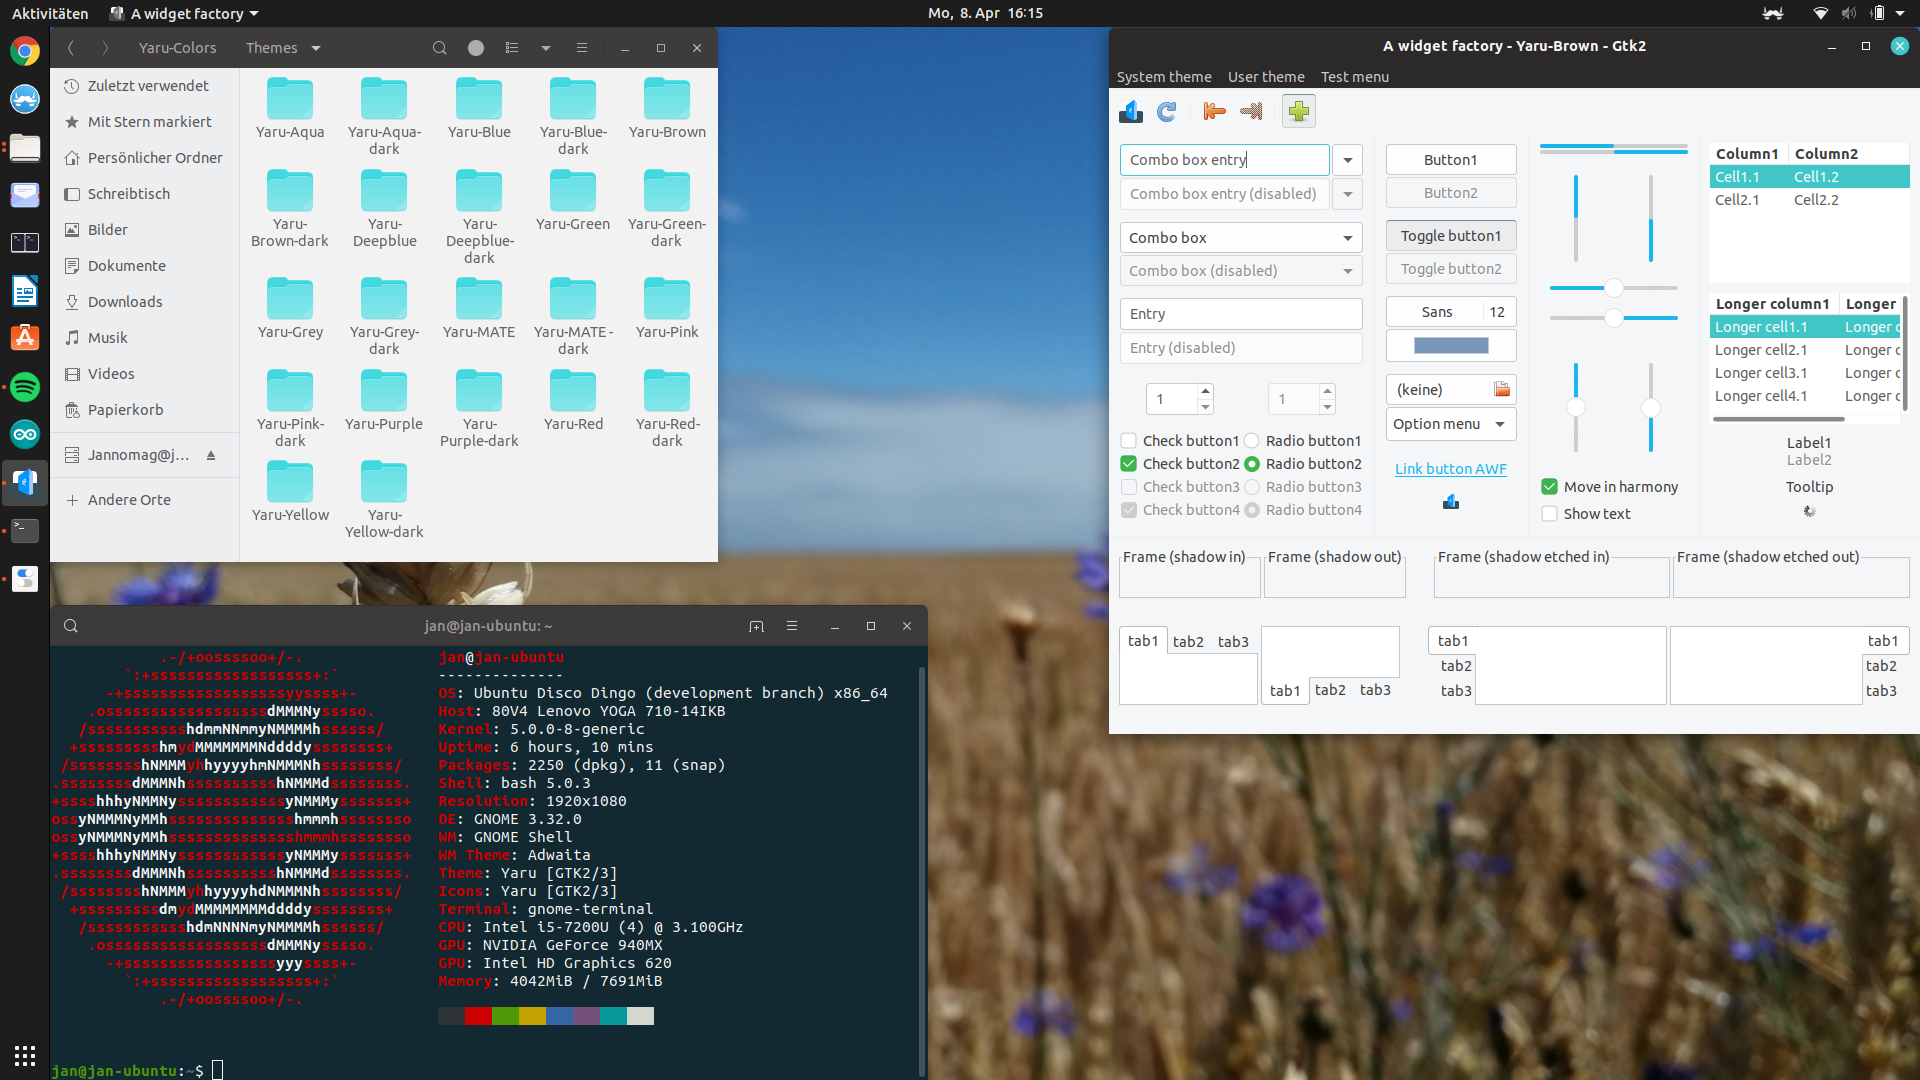 Aktivitäten A widget factory Mo, 8. Apr 16:15
Yaru-Colors Themes
Zuletzt verwendet
Mit Stern markiert
Persönlicher Ordner
Schreibtisch
Bilder
Dokumente
Downloads
Musik
Videos
Papierkorb
Jannomag@j...
Andere Orte
Yaru-Aqua Yaru-Aqua-dark Yaru-Blue Yaru-Blue-dark Yaru-Brown
Yaru-Brown-dark Yaru-Deepblue Yaru-Deepblue-dark Yaru-Green Yaru-Green-dark
Yaru-Grey Yaru-Grey-dark Yaru-MATE Yaru-MATE-dark Yaru-Pink
Yaru-Pink-dark Yaru-Purple Yaru-Purple-dark Yaru-Red Yaru-Red-dark
Yaru-Yellow Yaru-Yellow-dark
A widget factory - Yaru-Brown - Gtk2
System theme User theme Test menu
Combo box entry
Combo box entry (disabled)
Combo box
Combo box (disabled)
Entry
Entry (disabled)
1 1
Check button1 Radio button1
Check button2 Radio button2
Check button3 Radio button3
Check button4 Radio button4
Button1
Button2
Toggle button1
Toggle button2
Sans 12
(keine)
Option menu
Link button AWF
Move in harmony
Show text
Column1 Column2
Cell1.1 Cell1.2
Cell2.1 Cell2.2
Longer column1 Longer
Longer cell1.1 Longer c
Longer cell2.1 Longer c
Longer cell3.1 Longer c
Longer cell4.1 Longer c
Label1
Label2
Tooltip
Frame (shadow in) Frame (shadow out) Frame (shadow etched in) Frame (shadow etched out)
tab1 tab2 tab3
tab1 tab2 tab3
tab1
tab2
tab3
tab1
tab2
tab3
jan@jan-ubuntu: ~
jan@jan-ubuntu
--------------
OS: Ubuntu Disco Dingo (development branch) x86_64
Host: 80V4 Lenovo YOGA 710-14IKB
Kernel: 5.0.0-8-generic
Uptime: 6 hours, 10 mins
Packages: 2250 (dpkg), 11 (snap)
Shell: bash 5.0.3
Resolution: 1920x1080
DE: GNOME 3.32.0
WM: GNOME Shell
WM Theme: Adwaita
Theme: Yaru [GTK2/3]
Icons: Yaru [GTK2/3]
Terminal: gnome-terminal
CPU: Intel i5-7200U (4) @ 3.100GHz
GPU: NVIDIA GeForce 940MX
GPU: Intel HD Graphics 620
Memory: 4042MiB / 7691MiB
jan@jan-ubuntu:~$